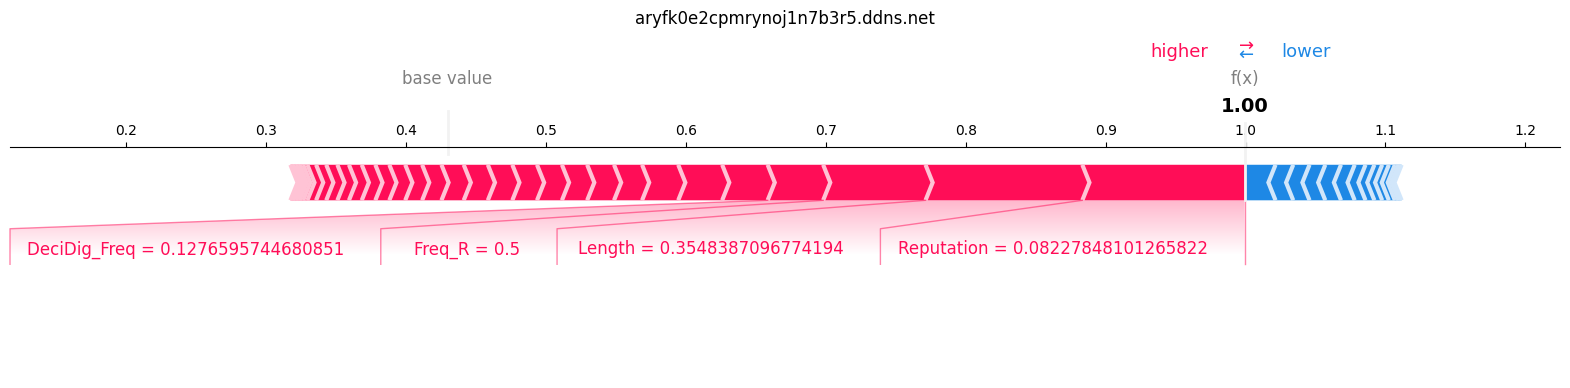 aryfk0e2cpmrynoj1n7b3r5.ddns.net
higher ⇄ lower
base value f(x)
1.00
0.2 0.3 0.4 0.5 0.6 0.7 0.8 0.9 1.0 1.1 1.2
DeciDig_Freq = 0.1276595744680851 Freq_R = 0.5 Length = 0.3548387096774194 Reputation = 0.08227848101265822